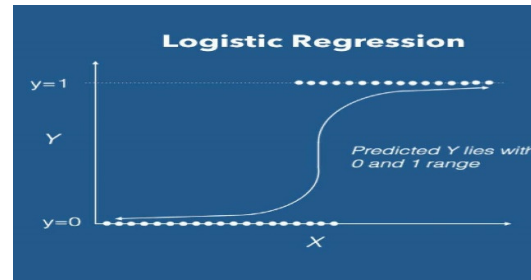 Logistic Regression
y=1
Y
Predicted Y lies with
0 and 1 range
y=0
X